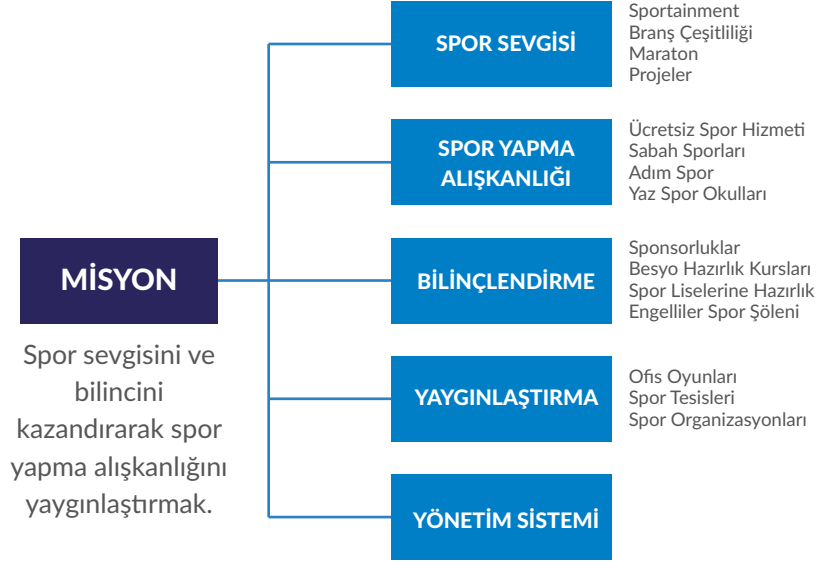 MİSYON
Spor sevgisini ve
bilincini
kazandırarak spor
yapma alışkanlığını
yaygınlaştırmak.
SPOR SEVGİSİ
Sportainment
Branş Çeşitliliği
Maraton
Projeler
SPOR YAPMA
ALIŞKANLIĞI
Ücretsiz Spor Hizmeti
Sabah Sporları
Adım Spor
Yaz Spor Okulları
BİLİNÇLENDİRME
Sponsorluklar
Besyo Hazırlık Kursları
Spor Liselerine Hazırlık
Engelliler Spor Şöleni
YAYGINLAŞTIRMA
Ofis Oyunları
Spor Tesisleri
Spor Organizasyonları
YÖNETİM SİSTEMİ